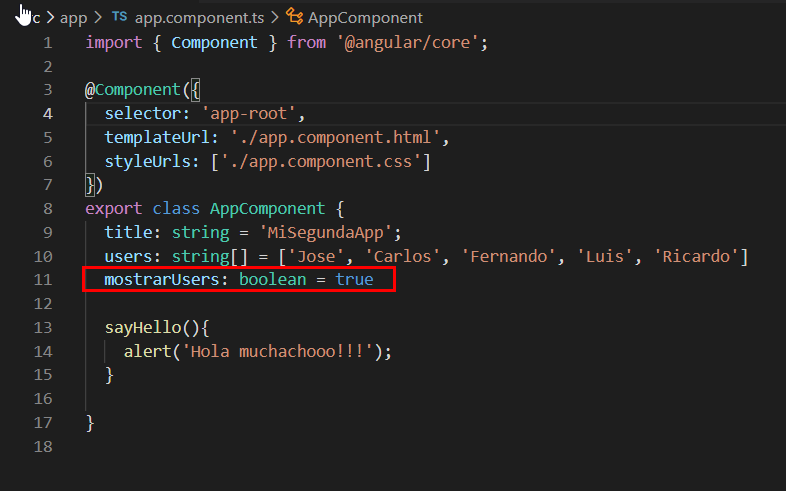 c > app > TS app.component.ts > AppComponent
1 import { Component } from '@angular/core';
2
3 @Component({
4 selector: 'app-root',
5 templateUrl: './app.component.html',
6 styleUrls: ['./app.component.css']
7 })
8 export class AppComponent {
9 title: string = 'MiSegundaApp';
10 users: string[] = ['Jose', 'Carlos', 'Fernando', 'Luis', 'Ricardo']
11 mostrarUsers: boolean = true
12
13 sayHello(){
14 alert('Hola muchachooo!!!');
15 }
16
17 }
18